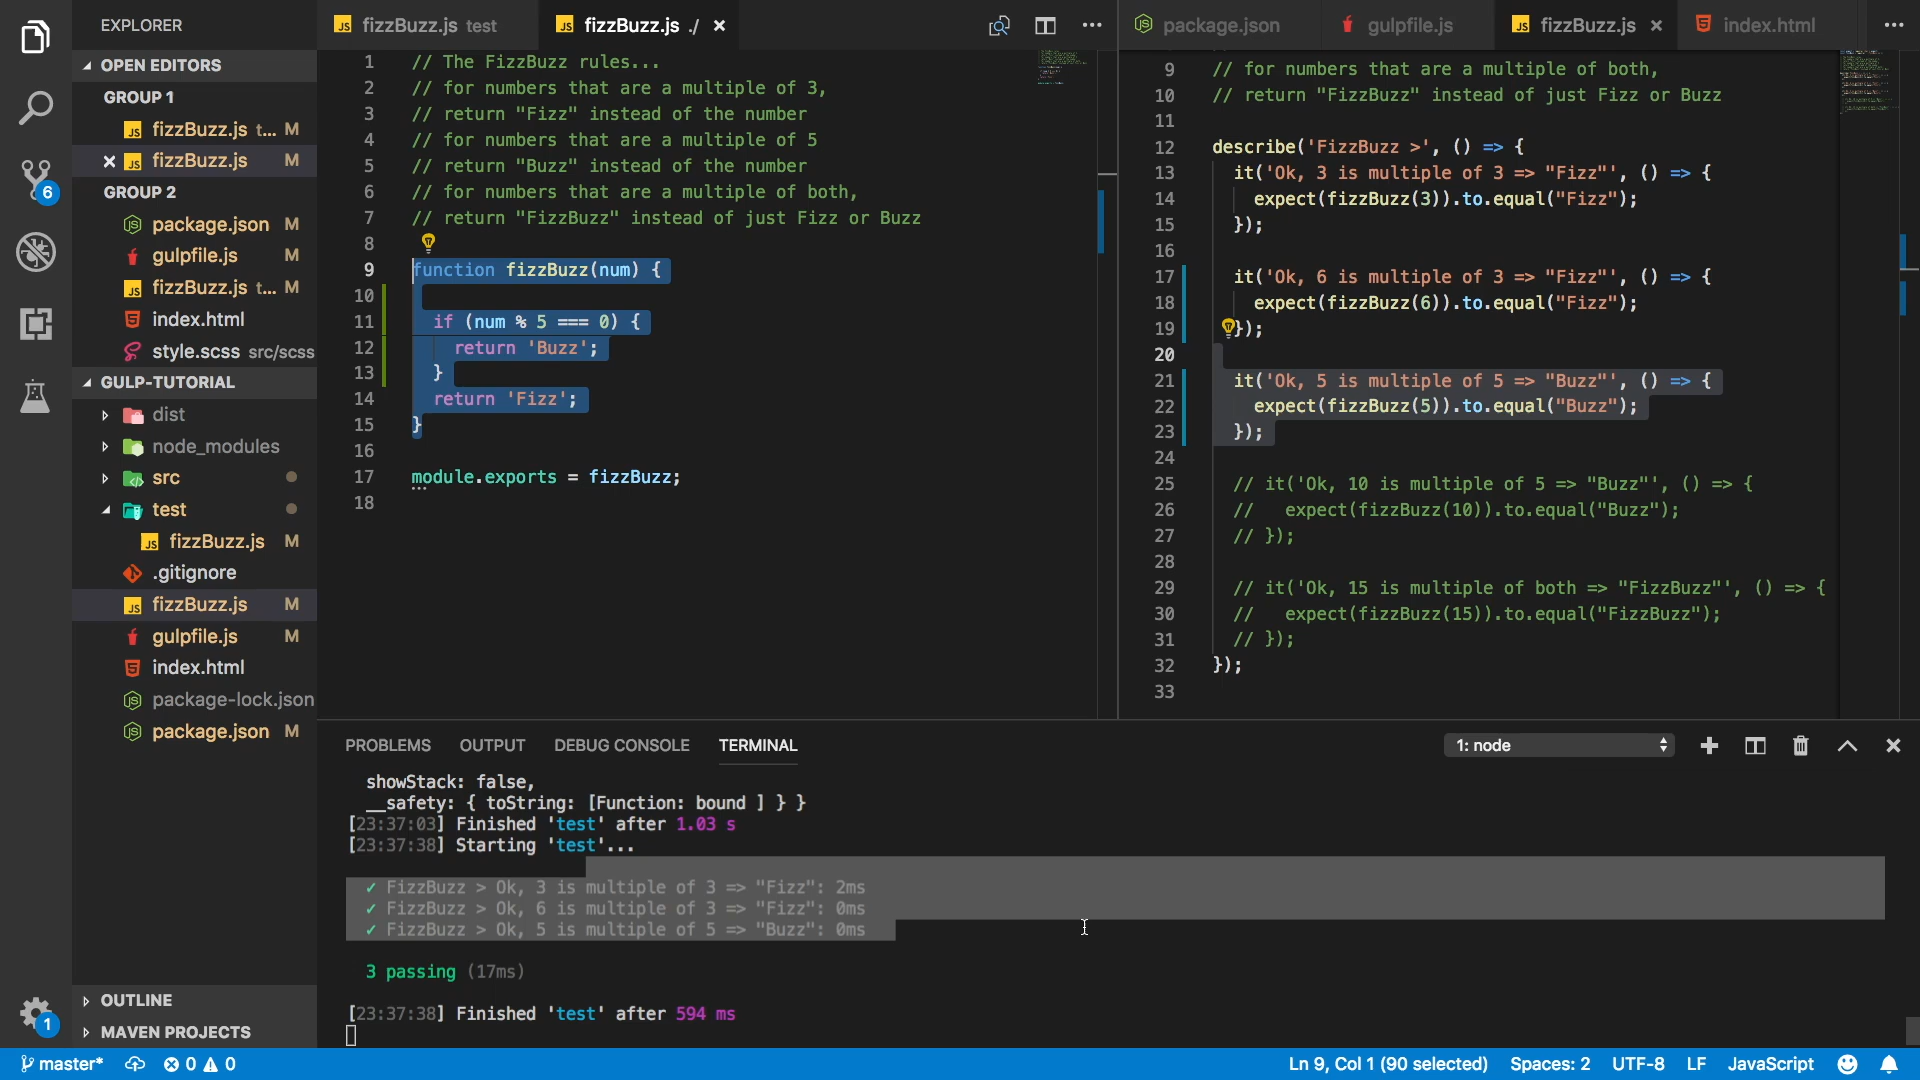 EXPLORER
OPEN EDITORS
GROUP 1
fizzBuzz.js t... M
fizzBuzz.js M
GROUP 2
package.json M
gulpfile.js M
fizzBuzz.js t... M
index.html
style.scss src/scss
GULP-TUTORIAL
dist
node_modules
src
test
fizzBuzz.js M
.gitignore
fizzBuzz.js M
gulpfile.js M
index.html
package-lock.json
package.json M
OUTLINE
MAVEN PROJECTS
6
1
fizzBuzz.js test
fizzBuzz.js ./
1 // The FizzBuzz rules...
2 // for numbers that are a multiple of 3,
3 // return "Fizz" instead of the number
4 // for numbers that are a multiple of 5
5 // return "Buzz" instead of the number
6 // for numbers that are a multiple of both,
7 // return "FizzBuzz" instead of just Fizz or Buzz
8
9 function fizzBuzz(num) {
10
11 if (num % 5 === 0) {
12 return 'Buzz';
13 }
14 return 'Fizz';
15 }
16
17 module.exports = fizzBuzz;
18
package.json
gulpfile.js
fizzBuzz.js
index.html
9 // for numbers that are a multiple of both,
10 // return "FizzBuzz" instead of just Fizz or Buzz
11
12 describe('FizzBuzz >', () => {
13 it('Ok, 3 is multiple of 3 => "Fizz"', () => {
14 expect(fizzBuzz(3)).to.equal("Fizz");
15 });
16
17 it('Ok, 6 is multiple of 3 => "Fizz"', () => {
18 expect(fizzBuzz(6)).to.equal("Fizz");
19 });
20
21 it('Ok, 5 is multiple of 5 => "Buzz"', () => {
22 expect(fizzBuzz(5)).to.equal("Buzz");
23 });
24
25 // it('Ok, 10 is multiple of 5 => "Buzz"', () => {
26 // expect(fizzBuzz(10)).to.equal("Buzz");
27 // });
28
29 // it('Ok, 15 is multiple of both => "FizzBuzz"', () => {
30 // expect(fizzBuzz(15)).to.equal("FizzBuzz");
31 // });
32 });
33
PROBLEMS OUTPUT DEBUG CONSOLE TERMINAL
1: node
showStack: false,
__safety: { toString: [Function: bound ] } }
[23:37:03] Finished 'test' after 1.03 s
[23:37:38] Starting 'test'...
✓ FizzBuzz > Ok, 3 is multiple of 3 => "Fizz": 2ms
✓ FizzBuzz > Ok, 6 is multiple of 3 => "Fizz": 0ms
✓ FizzBuzz > Ok, 5 is multiple of 5 => "Buzz": 0ms
3 passing (17ms)
[23:37:38] Finished 'test' after 594 ms
master* 0 0
Ln 9, Col 1 (90 selected) Spaces: 2 UTF-8 LF JavaScript